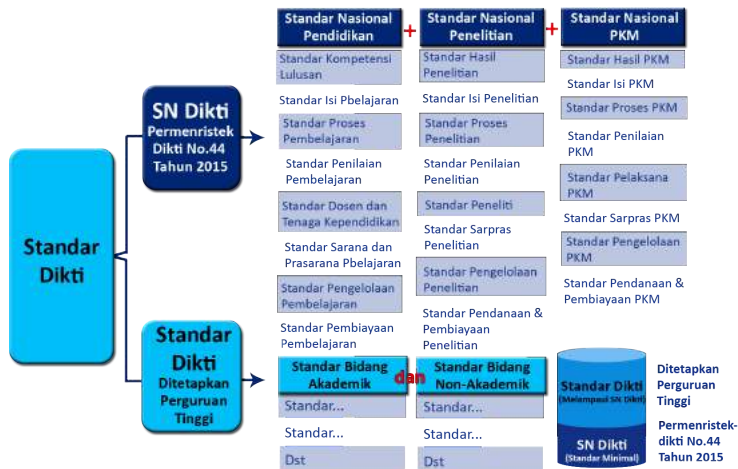 Standar
Dikti
SN Dikti
Permenristek
Dikti No.44
Tahun 2015
Standar
Dikti
Ditetapkan
Perguruan
Tinggi
Standar Nasional
Pendidikan
+
Standar Nasional
Penelitian
+
Standar Nasional
PKM
Standar Kompetensi
Lulusan
Standar Isi Pbelajaran
Standar Proses
Pembelajaran
Standar Penilaian
Pembelajaran
Standar Dosen dan
Tenaga Kependidikan
Standar Sarana dan
Prasarana Pbelajaran
Standar Pengelolaan
Pembelajaran
Standar Pembiayaan
Pembelajaran
Standar Hasil
Penelitian
Standar Isi Penelitian
Standar Proses
Penelitian
Standar Penilaian
Penelitian
Standar Peneliti
Standar Sarpras
Penelitian
Standar Pengelolaan
Penelitian
Standar Pendanaan &
Pembiayaan
Penelitian
Standar Hasil PKM
Standar Isi PKM
Standar Proses PKM
Standar Penilaian
PKM
Standar Pelaksana
PKM
Standar Sarpras PKM
Standar Pengelolaan
PKM
Standar Pendanaan &
Pembiayaan PKM
Standar Bidang
Akademik
dan
Standar Bidang
Non-Akademik
Standar...
Standar...
Dst
Standar...
Standar...
Dst
Standar Dikti
(Melampaui SN Dikti)
SN Dikti
(Standar Minimal)
Ditetapkan
Perguruan
Tinggi
Permenristek-
dikti No.44
Tahun 2015